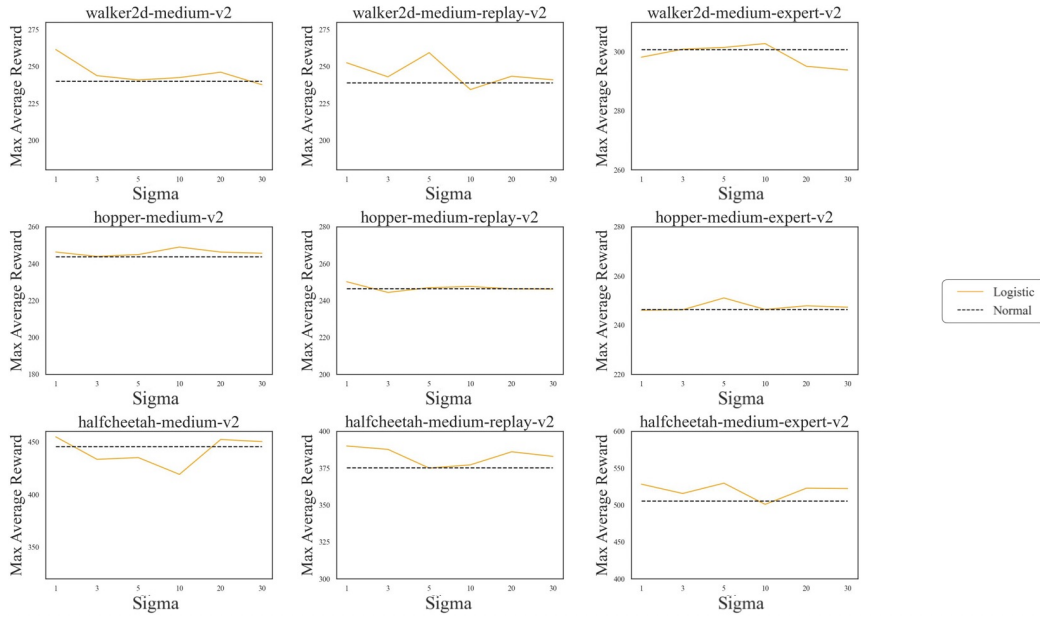 walker2d-medium-v2
Max Average Reward
275
250
225
200
1 3 5 10 20 30
Sigma
walker2d-medium-replay-v2
Max Average Reward
275
250
225
200
1 3 5 10 20 30
Sigma
walker2d-medium-expert-v2
Max Average Reward
300
280
260
1 3 5 10 20 30
Sigma
hopper-medium-v2
Max Average Reward
260
240
220
200
180
1 3 5 10 20 30
Sigma
hopper-medium-replay-v2
Max Average Reward
280
260
240
220
200
1 3 5 10 20 30
Sigma
hopper-medium-expert-v2
Max Average Reward
280
260
240
220
1 3 5 10 20 30
Sigma
Logistic
Normal
halfcheetah-medium-v2
Max Average Reward
450
400
350
1 3 5 10 20 30
Sigma
halfcheetah-medium-replay-v2
Max Average Reward
400
375
350
325
300
1 3 5 10 20 30
Sigma
halfcheetah-medium-expert-v2
Max Average Reward
600
550
500
450
400
1 3 5 10 20 30
Sigma